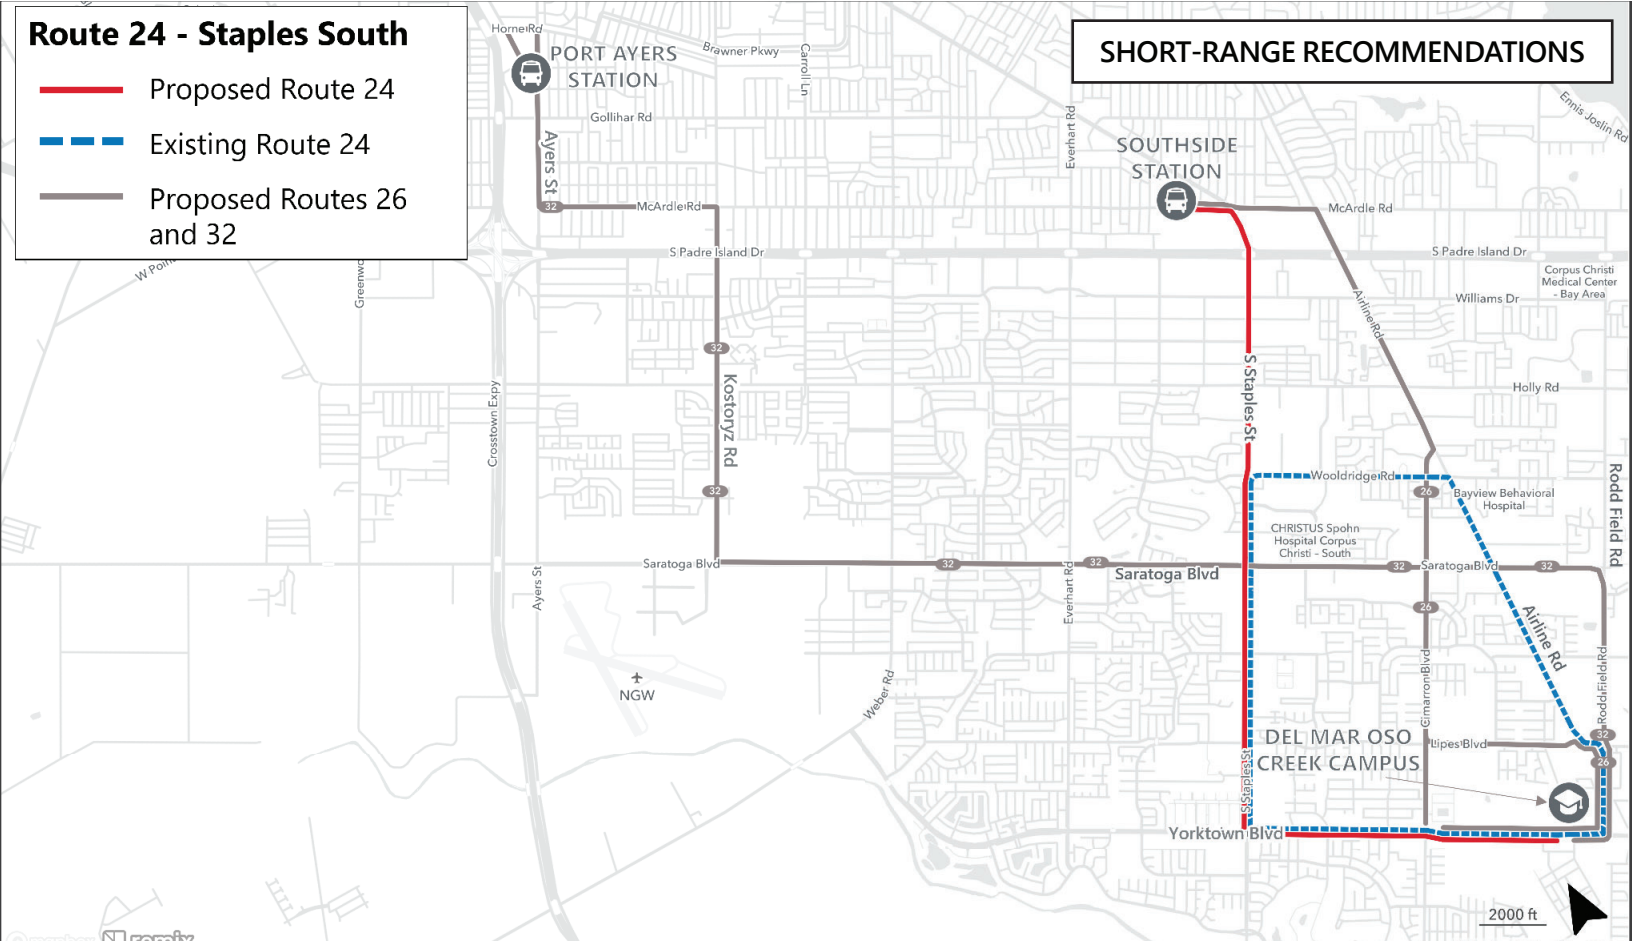 Route 24 - Staples South
Proposed Route 24
Existing Route 24
Proposed Routes 26
and 32
SHORT-RANGE RECOMMENDATIONS
Horne Rd
PORT AYERS
STATION
Brawner Pkwy
Carroll Ln
Gollihar Rd
Everhart Rd
Ennis Joslin Rd
SOUTHSIDE
STATION
Ayers St
32
McArdle Rd
McArdle Rd
S Padre Island Dr
S Padre Island Dr
Corpus Christi
Medical Center
- Bay Area
Williams Dr
Airline Rd
32
Kostoryz Rd
S Staples St
Holly Rd
Crosstown Expy
32
Wooldridge Rd
26
Bayview Behavioral
Hospital
Rodd Field Rd
CHRISTUS Spohn
Hospital Corpus
Christi - South
Saratoga Blvd
32
32
Saratoga Blvd
32
Saratoga Blvd
32
Ayers St
Everhart Rd
26
Airline Rd
NGW
Weber Rd
Cimarron Blvd
Rodd Field Rd
DEL MAR OSO
CREEK CAMPUS
Lipes Blvd
32
26
S Staples St
Yorktown Blvd
2000 ft
remix